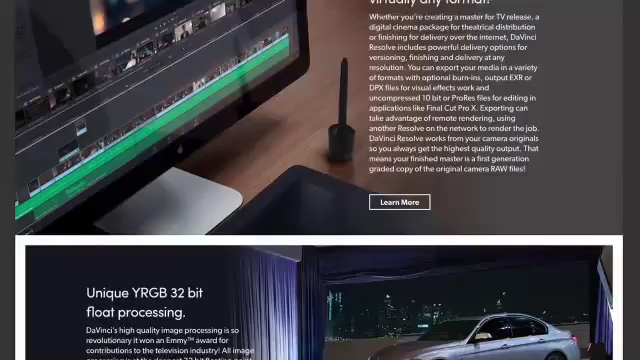 virtually any format!
Whether you're creating a master for TV release, a
digital cinema package for theatrical distribution
or finishing for delivery over the internet, DaVinci
Resolve includes powerful delivery options for
versioning, finishing and delivery at any
resolution. You can export your media in a variety
of formats with optional burn-ins, output EXR or
DPX files for visual effects work and
uncompressed 10 bit or ProRes files for editing in
applications like Final Cut Pro X. Exporting can
take advantage of remote rendering, using
another Resolve on the network to render the job.
DaVinci Resolve works from your camera originals
so you always get the highest quality output. That
means your finished master is a first generation
graded copy of the original camera RAW files!
Learn More
Unique YRGB 32 bit
float processing.
DaVinci's high quality image processing is so
revolutionary it won an Emmy™ award for
contributions to the television industry! All image